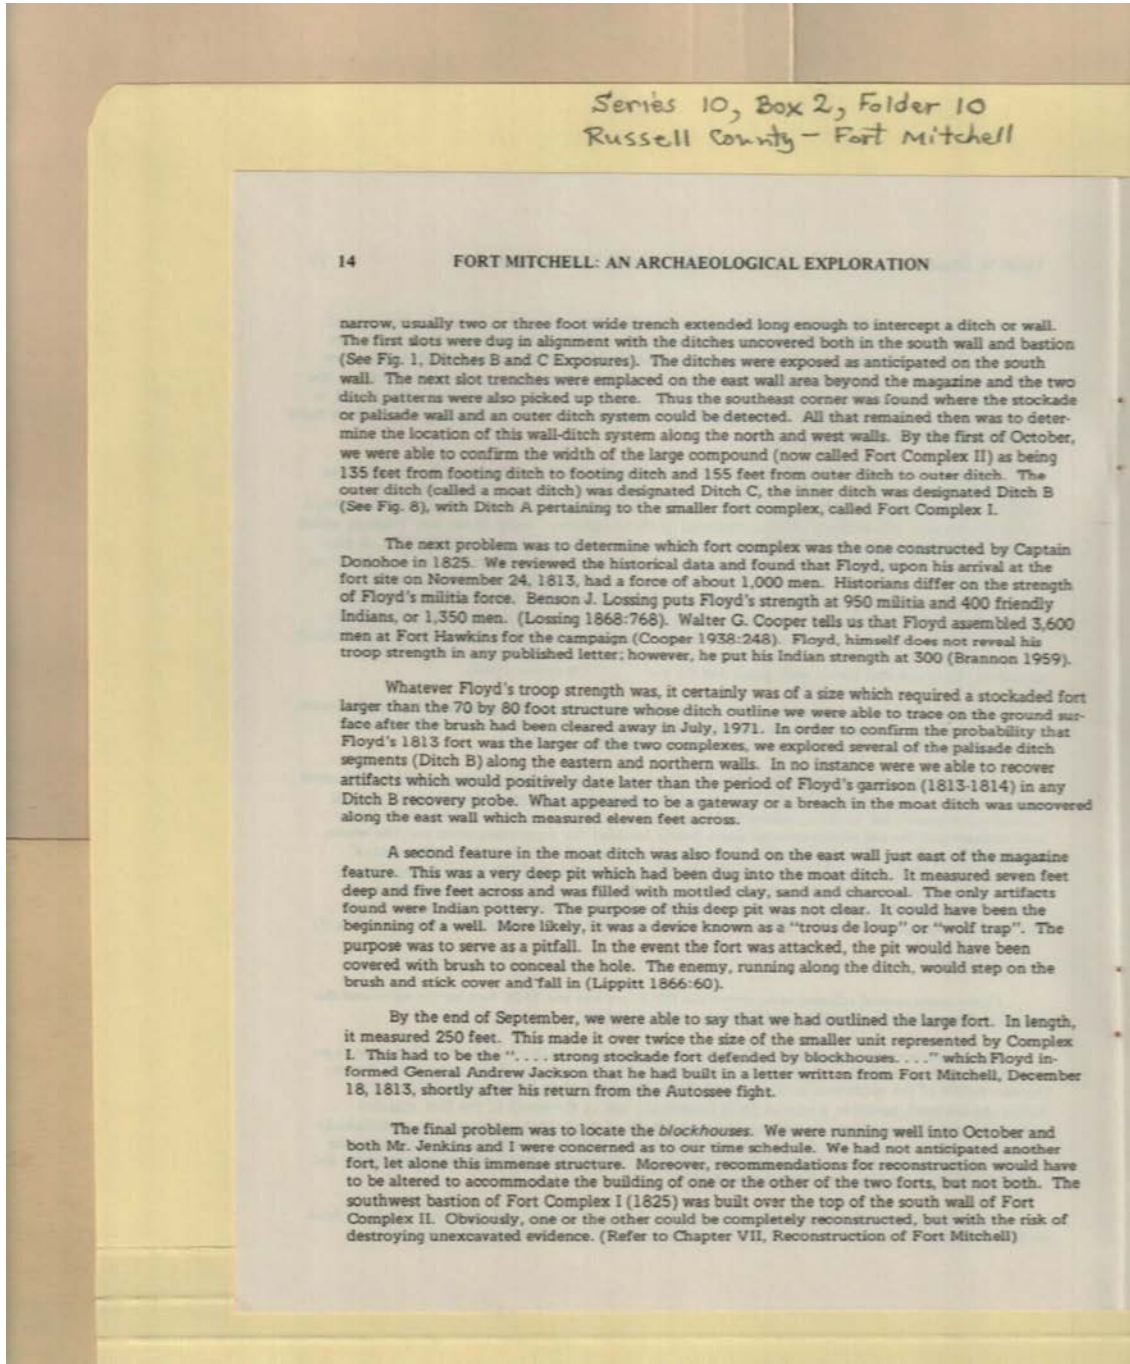 Series 10, Box 2, Folder 10
Russell County - Fort Mitchell
14 FORT MITCHELL: AN ARCHAEOLOGICAL EXPLORATION
narrow, usually two or three foot wide trench extended long enough to intercept a ditch or wall.
The first slots were dug in alignment with the ditches uncovered both in the south wall and bastion
(See Fig. 1, Ditches B and C Exposures). The ditches were exposed as anticipated on the south
wall. The next slot trenches were emplaced on the east wall area beyond the magazine and the two
ditch patterns were also picked up there. Thus the southeast corner was found where the stockade
or palisade wall and an outer ditch system could be detected. All that remained then was to deter-
mine the location of this wall-ditch system along the north and west walls. By the first of October,
we were able to confirm the width of the large compound (now called Fort Complex II) as being
135 feet from footing ditch to footing ditch and 155 feet from outer ditch to outer ditch. The
outer ditch (called a moat ditch) was designated Ditch C, the inner ditch was designated Ditch B
(See Fig. 8), with Ditch A pertaining to the smaller fort complex, called Fort Complex I.
The next problem was to determine which fort complex was the one constructed by Captain
Donohoe in 1825. We reviewed the historical data and found that Floyd, upon his arrival at the
fort site on November 24, 1813, had a force of about 1,000 men. Historians differ on the strength
of Floyd's militia force. Benson J. Lossing puts Floyd's strength at 950 militia and 400 friendly
Indians, or 1,350 men. (Lossing 1868:768). Walter G. Cooper tells us that Floyd assembled 3,600
men at Fort Hawkins for the campaign (Cooper 1938:248). Floyd, himself does not reveal his
troop strength in any published letter; however, he put his Indian strength at 300 (Brannon 1959).
Whatever Floyd's troop strength was, it certainly was of a size which required a stockaded fort
larger than the 70 by 80 foot structure whose ditch outline we were able to trace on the ground sur-
face after the brush had been cleared away in July, 1971. In order to confirm the probability that
Floyd's 1813 fort was the larger of the two complexes, we explored several of the palisade ditch
segments (Ditch B) along the eastern and northern walls. In no instance were we able to recover
artifacts which would positively date later than the period of Floyd's garrison (1813-1814) in any
Ditch B recovery probe. What appeared to be a gateway or a breach in the moat ditch was uncovered
along the east wall which measured eleven feet across.
A second feature in the moat ditch was also found on the east wall just east of the magazine
feature. This was a very deep pit which had been dug into the moat ditch. It measured seven feet
deep and five feet across and was filled with mottled clay, sand and charcoal. The only artifacts
found were Indian pottery. The purpose of this deep pit was not clear. It could have been the
beginning of a well. More likely, it was a device known as a "trous de loup" or "wolf trap". The
purpose was to serve as a pitfall. In the event the fort was attacked, the pit would have been
covered with brush to conceal the hole. The enemy, running along the ditch, would step on the
brush and stick cover and fall in (Lippitt 1866:60).
By the end of September, we were able to say that we had outlined the large fort. In length,
it measured 250 feet. This made it over twice the size of the smaller unit represented by Complex
I. This had to be the ". . . . strong stockade fort defended by blockhouses. . . ." which Floyd in-
formed General Andrew Jackson that he had built in a letter written from Fort Mitchell, December
18, 1813, shortly after his return from the Autossee fight.
The final problem was to locate the blockhouses. We were running well into October and
both Mr. Jenkins and I were concerned as to our time schedule. We had not anticipated another
fort, let alone this immense structure. Moreover, recommendations for reconstruction would have
to be altered to accommodate the building of one or the other of the two forts, but not both. The
southwest bastion of Fort Complex I (1825) was built over the top of the south wall of Fort
Complex II. Obviously, one or the other could be completely reconstructed, but with the risk of
destroying unexcavated evidence. (Refer to Chapter VII, Reconstruction of Fort Mitchell)